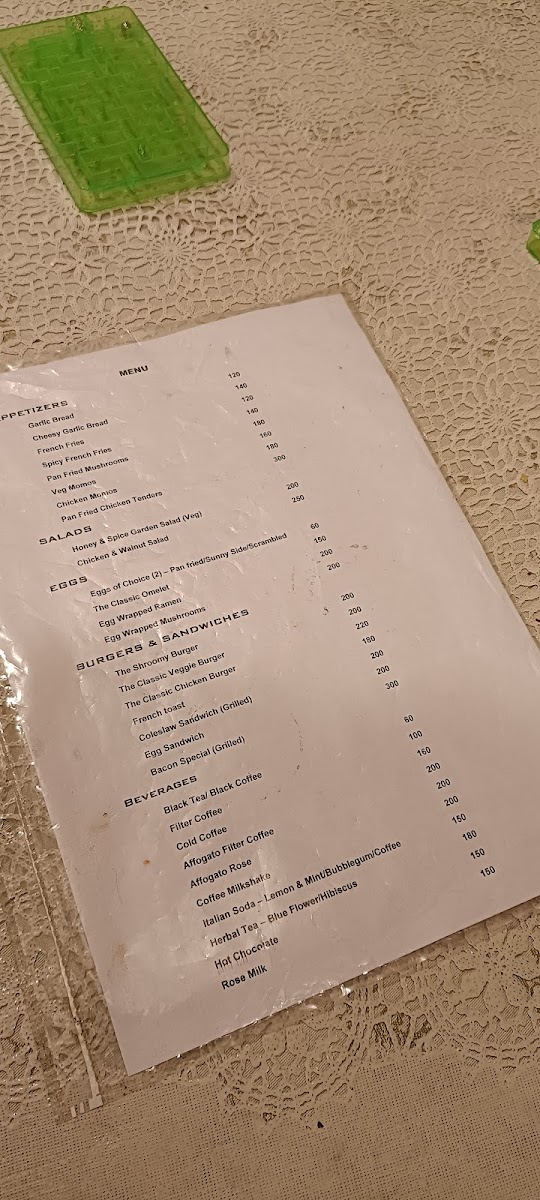 MENU
APPETIZERS
Garlic Bread 120
Cheesy Garlic Bread 140
French Fries 120
Spicy French Fries 140
Pan Fried Mushrooms 180
Veg Momos 160
Chicken Momos 180
Pan Fried Chicken Tenders 300
SALADS
Honey & Spice Garden Salad (Veg) 200
Chicken & Walnut Salad 250
EGGS
Eggs of Choice (2) – Pan fried/Sunny Side/Scrambled 60
The Classic Omelet 150
Egg Wrapped Ramen 200
Egg Wrapped Mushrooms 200
BURGERS & SANDWICHES
The Shroomy Burger 200
The Classic Veggie Burger 200
The Classic Chicken Burger 220
French toast 180
Coleslaw Sandwich (Grilled) 200
Egg Sandwich 200
Bacon Special (Grilled) 300
BEVERAGES
Black Tea/ Black Coffee 60
Filter Coffee 100
Cold Coffee 160
Affogato Filter Coffee 200
Affogato Rose 200
Coffee Milkshake 200
Italian Soda – Lemon & Mint/Bubblegum/Coffee 150
Herbal Tea – Blue Flower/Hibiscus 180
Hot Chocolate 150
Rose Milk 150